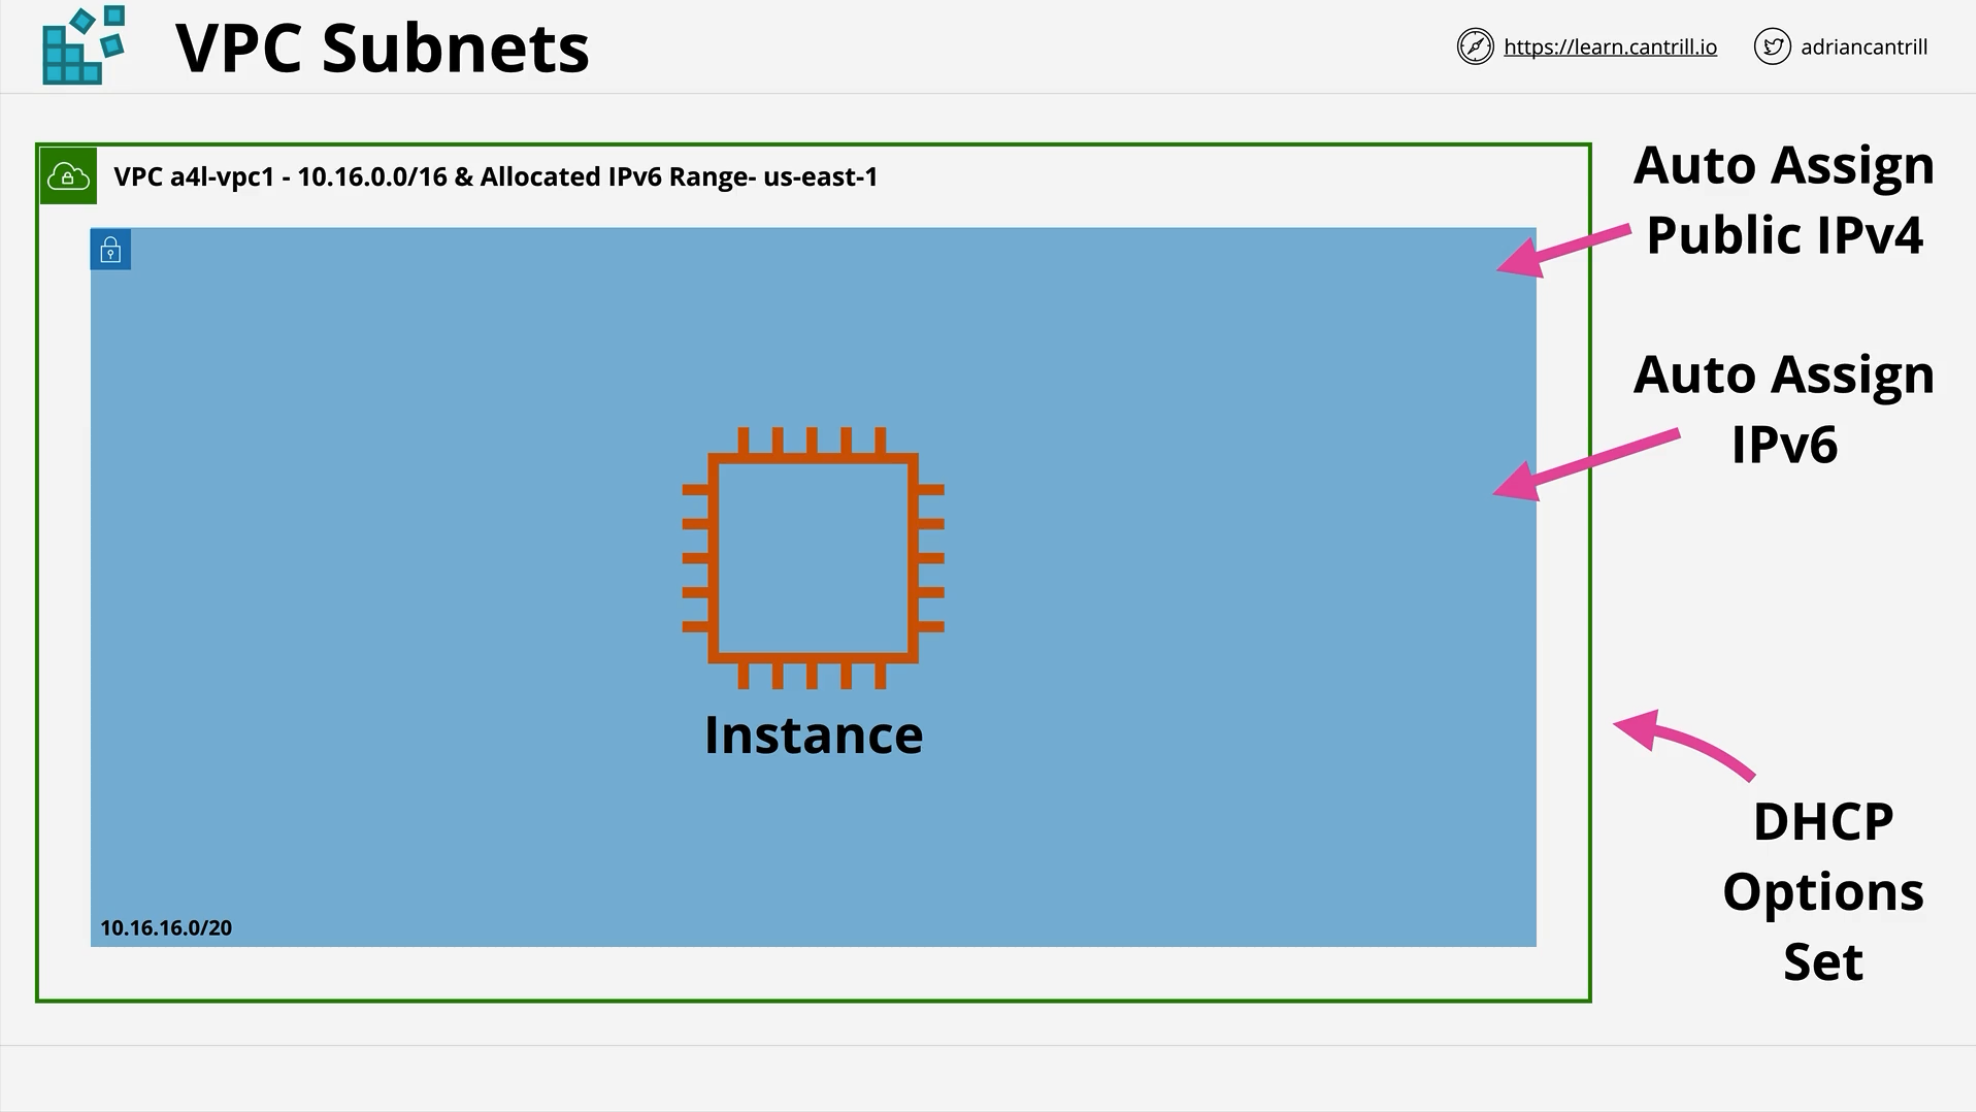 VPC Subnets
https://learn.cantrill.io
adriancantrill
VPC a4l-vpc1 - 10.16.0.0/16 & Allocated IPv6 Range- us-east-1
Auto Assign
Public IPv4
Auto Assign
IPv6
Instance
DHCP
Options
Set
10.16.16.0/20